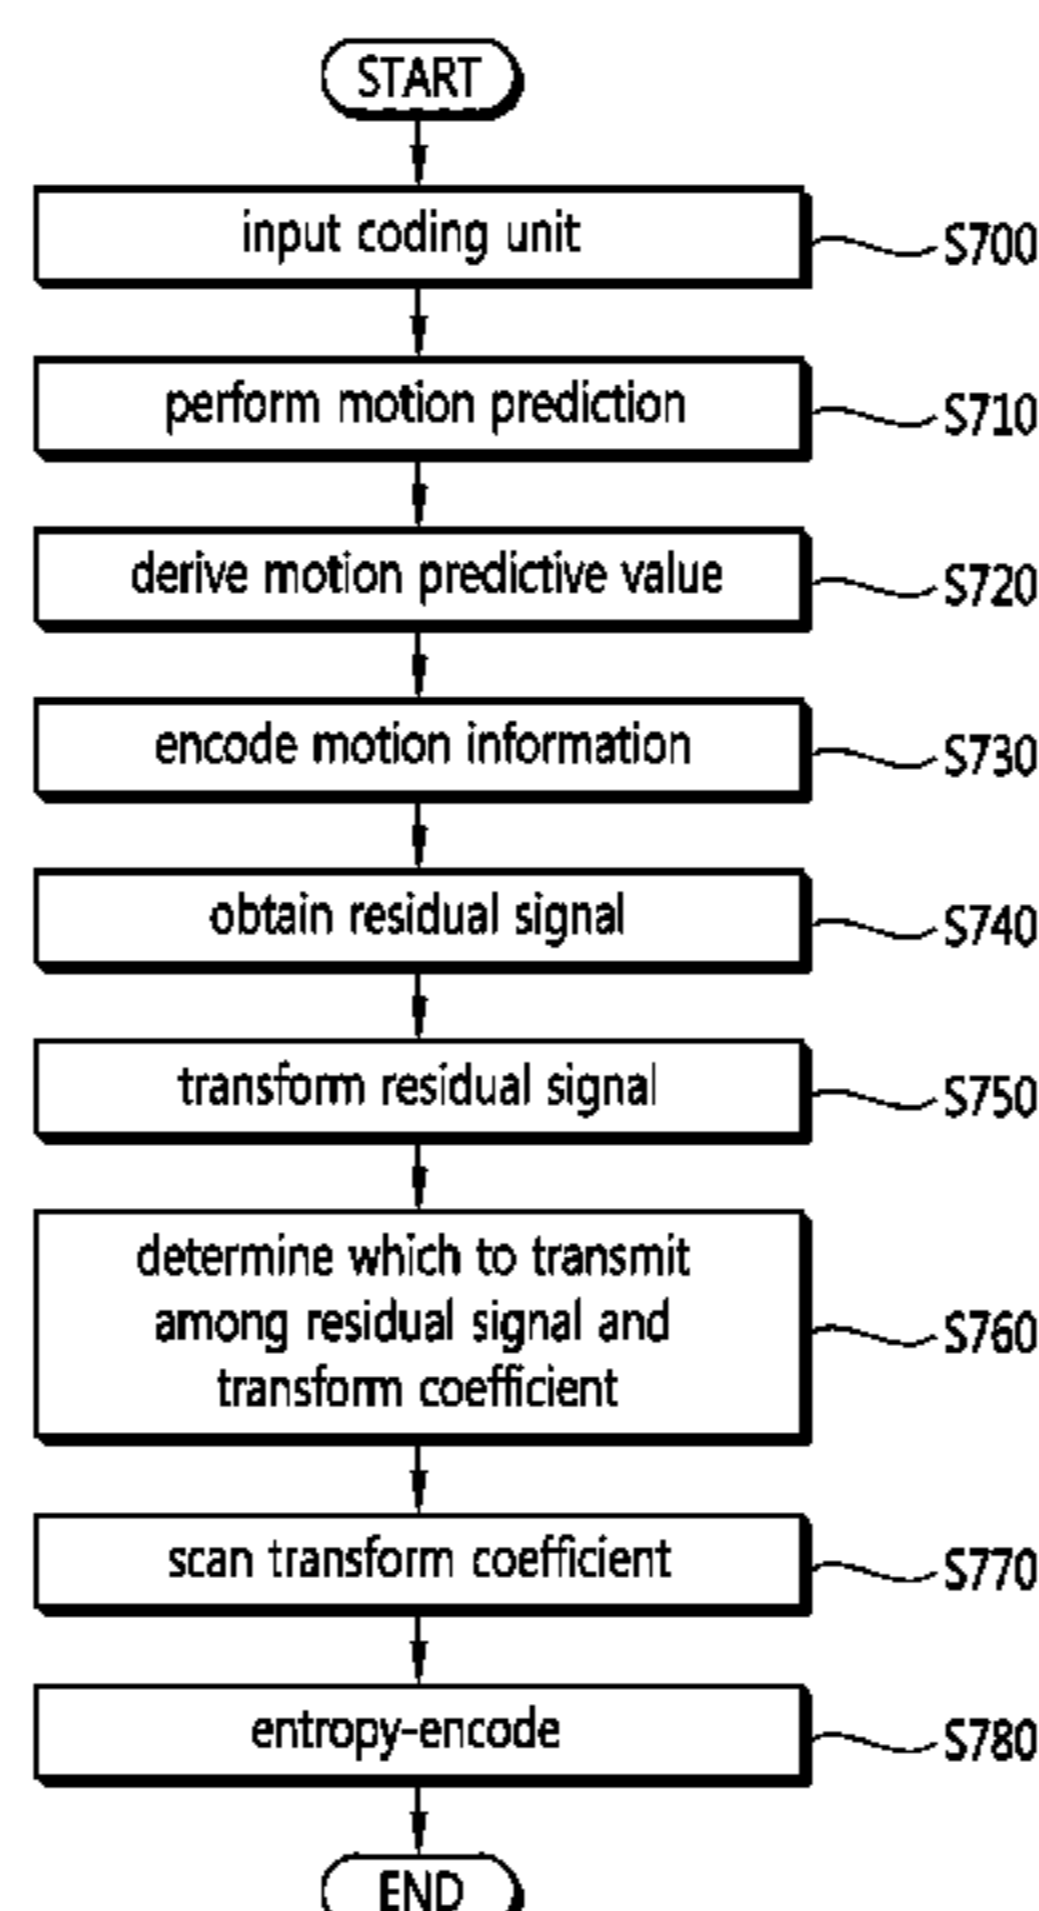 START
input coding unit
S700
perform motion prediction
S710
derive motion predictive value
S720
encode motion information
S730
obtain residual signal
S740
transform residual signal
S750
determine which to transmit
among residual signal and
transform coefficient
S760
scan transform coefficient
S770
entropy-encode
S780
END